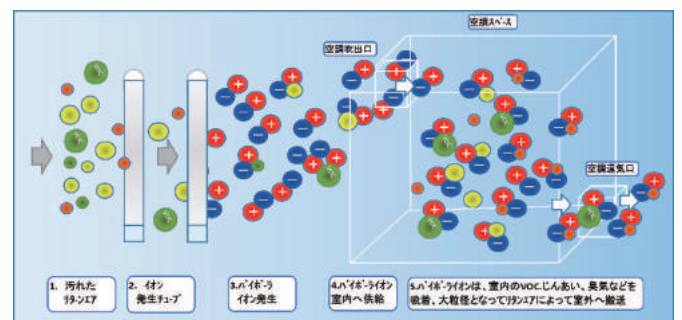 空調スペース
空調吹出口
空調還気口
1. 汚れた
リターンエア
2. イオン
発生チューブ
3.バイポーラ
イオン発生
4.バイポーライオン
室内へ供給
5.バイポーライオンは、室内のVOC.じんあい、臭気などを
吸着、大粒径となってリタンエアによって室外へ搬送